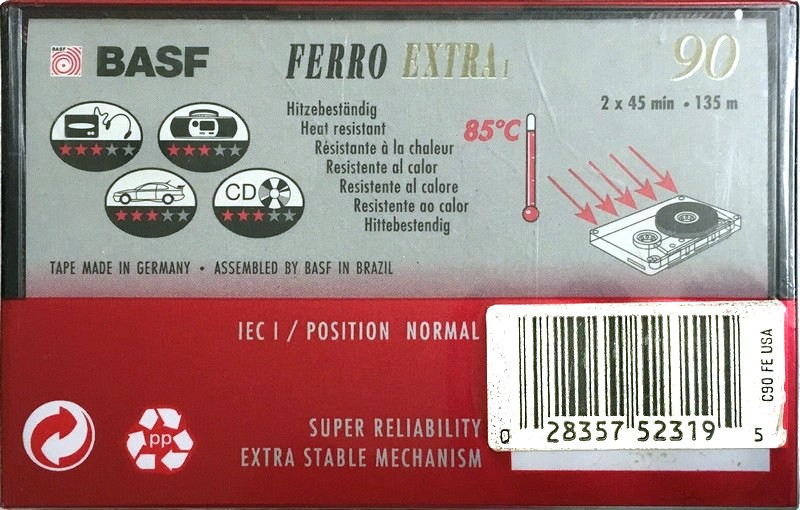 BASF BASF FERRO EXTRA I 90
2 x 45 min • 135 m
Hitzebeständig
Heat resistant
Résistante à la chaleur
Resistente al calor
Resistente al calore
Resistente ao calor
Hittebestendig
85°C
CD
TAPE MADE IN GERMANY • ASSEMBLED BY BASF IN BRAZIL
IEC I / POSITION NORMAL
SUPER RELIABILITY
EXTRA STABLE MECHANISM
PP
0 28357 52319 5
C90 FE USA